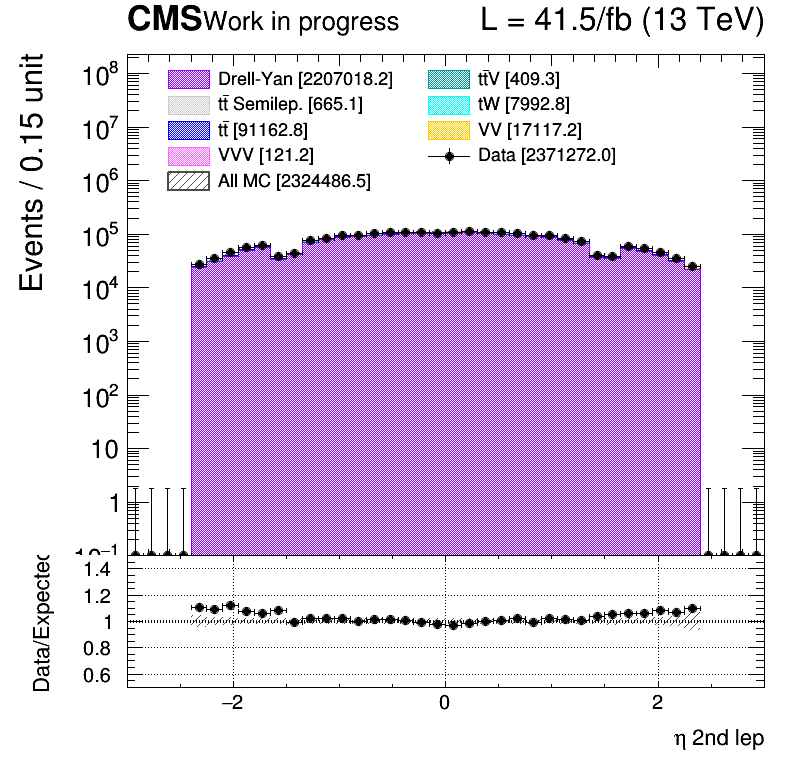 CMS Work in progress L = 41.5/fb (13 TeV)
Events / 0.15 unit
Drell-Yan [2207018.2]
tt̄V [409.3]
tt̄ Semilep. [665.1]
tW [7992.8]
tt̄ [91162.8]
VV [17117.2]
VVV [121.2]
Data [2371272.0]
All MC [2324486.5]
10⁸
10⁷
10⁶
10⁵
10⁴
10³
10²
10
1
10⁻¹
Data/Expected
1.4
1.2
1
0.8
0.6
−2 0 2
η 2nd lep